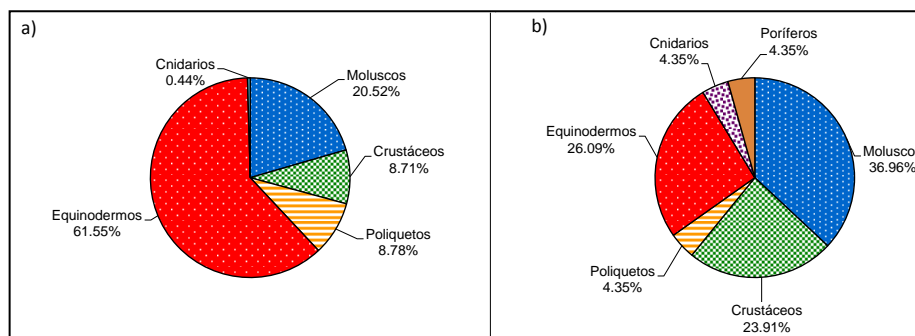 a)
Cnidarios
0.44%
Moluscos
20.52%
Crustáceos
8.71%
Poliquetos
8.78%
Equinodermos
61.55%
b)
Poríferos
4.35%
Cnidarios
4.35%
Molusco
36.96%
Equinodermos
26.09%
Poliquetos
4.35%
Crustáceos
23.91%